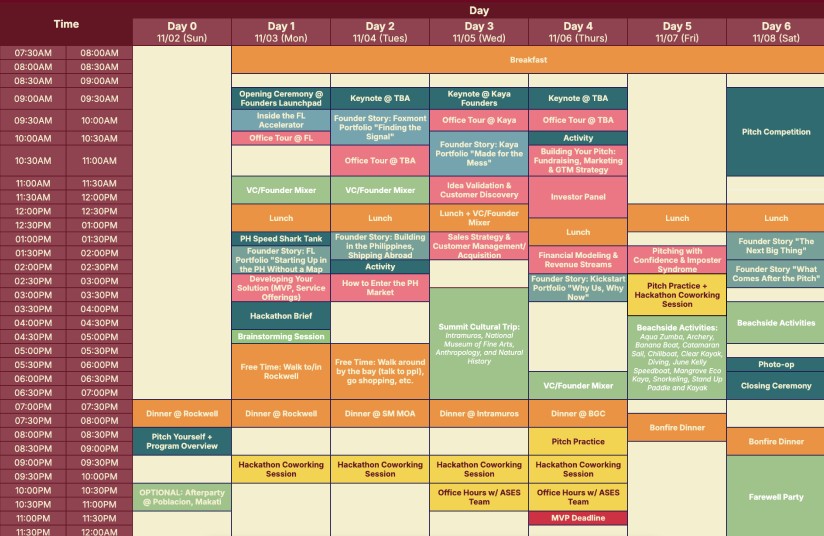 Time
Day
Day 0
11/02 (Sun)
Day 1
11/03 (Mon)
Day 2
11/04 (Tues)
Day 3
11/05 (Wed)
Day 4
11/06 (Thurs)
Day 5
11/07 (Fri)
Day 6
11/08 (Sat)
07:30AM 08:00AM
08:00AM 08:30AM
08:30AM 09:00AM
09:00AM 09:30AM
09:30AM 10:00AM
10:00AM 10:30AM
10:30AM 11:00AM
11:00AM 11:30AM
11:30AM 12:00PM
12:00PM 12:30PM
12:30PM 01:00PM
01:00PM 01:30PM
01:30PM 02:00PM
02:00PM 02:30PM
02:30PM 03:00PM
03:00PM 03:30PM
03:30PM 04:00PM
04:00PM 04:30PM
04:30PM 05:00PM
05:00PM 05:30PM
05:30PM 06:00PM
06:00PM 06:30PM
06:30PM 07:00PM
07:00PM 07:30PM
07:30PM 08:00PM
08:00PM 08:30PM
08:30PM 09:00PM
09:00PM 09:30PM
09:30PM 10:00PM
10:00PM 10:30PM
10:30PM 11:00PM
11:00PM 11:30PM
11:30PM 12:00AM
Breakfast
Dinner @ Rockwell
Pitch Yourself +
Program Overview
OPTIONAL: Afterparty
@ Poblacion, Makati
Opening Ceremony @
Founders Launchpad
Inside the FL
Accelerator
Office Tour @ FL
VC/Founder Mixer
Lunch
PH Speed Shark Tank
Founder Story: FL
Portfolio "Starting Up in
the PH Without a Map
Developing Your
Solution (MVP, Service
Offerings)
Hackathon Brief
Brainstorming Session
Free Time: Walk to/in
Rockwell
Dinner @ Rockwell
Hackathon Coworking
Session
Keynote @ TBA
Founder Story: Foxmont
Portfolio "Finding the
Signal"
Office Tour @ TBA
VC/Founder Mixer
Lunch
Founder Story: Building
in the Philippines,
Shipping Abroad
Activity
How to Enter the PH
Market
Free Time: Walk around
by the bay (talk to ppl),
go shopping, etc.
Dinner @ SM MOA
Hackathon Coworking
Session
Keynote @ Kaya
Founders
Office Tour @ Kaya
Founder Story: Kaya
Portfolio "Made for the
Mess"
Idea Validation &
Customer Discovery
Lunch + VC/Founder
Mixer
Sales Strategy &
Customer Management/
Acquisition
Summit Cultural Trip:
Intramuros, National
Museum of Fine Arts,
Anthropology, and Natural
History
Dinner @ Intramuros
Hackathon Coworking
Session
Office Hours w/ ASES
Team
Keynote @ TBA
Office Tour @ TBA
Activity
Building Your Pitch:
Fundraising, Marketing
& GTM Strategy
Investor Panel
Lunch
Financial Modeling &
Revenue Streams
Founder Story: Kickstart
Portfolio "Why Us, Why
Now"
VC/Founder Mixer
Dinner @ BGC
Pitch Practice
Hackathon Coworking
Session
Office Hours w/ ASES
Team
MVP Deadline
Lunch
Pitching with
Confidence & Imposter
Syndrome
Pitch Practice +
Hackathon Coworking
Session
Beachside Activities:
Aqua Zumba, Archery,
Banana Boat, Catamaran
Sail, Chillboat, Clear Kayak,
Diving, June Kelly
Speedboat, Mangrove Eco
Kaya, Snorkeling, Stand Up
Paddle and Kayak
Bonfire Dinner
Pitch Competition
Lunch
Founder Story "The
Next Big Thing"
Founder Story "What
Comes After the Pitch"
Beachside Activities
Photo-op
Closing Ceremony
Bonfire Dinner
Farewell Party